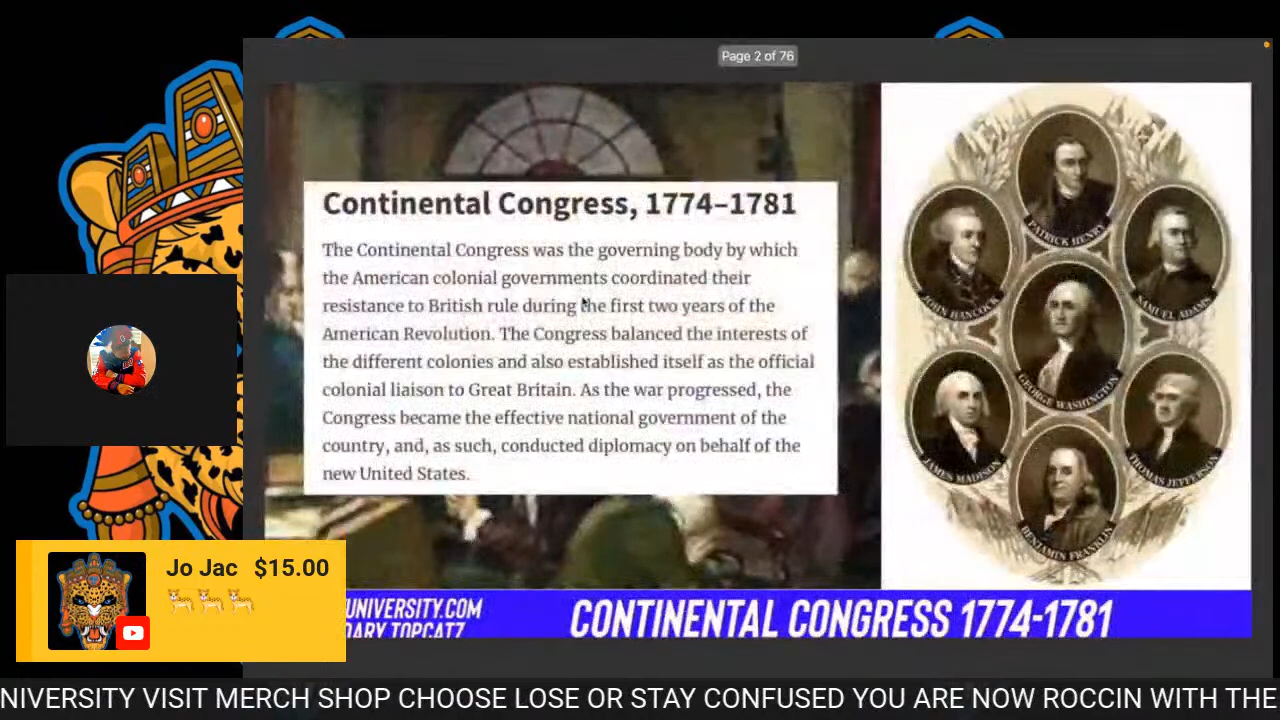 Page 2 of 76
Continental Congress, 1774–1781
The Continental Congress was the governing body by which
the American colonial governments coordinated their
resistance to British rule during the first two years of the
American Revolution. The Congress balanced the interests of
the different colonies and also established itself as the official
colonial liaison to Great Britain. As the war progressed, the
Congress became the effective national government of the
country, and, as such, conducted diplomacy on behalf of the
new United States.
PATRICK HENRY
JOHN HANCOCK
SAMUEL ADAMS
GEORGE WASHINGTON
JAMES MADISON
THOMAS JEFFERSON
BENJAMIN FRANKLIN
Jo Jac $15.00
UNIVERSITY.COM
DARY TOPCATZ
CONTINENTAL CONGRESS 1774-1781
NIVERSITY VISIT MERCH SHOP CHOOSE LOSE OR STAY CONFUSED YOU ARE NOW ROCCIN WITH THE